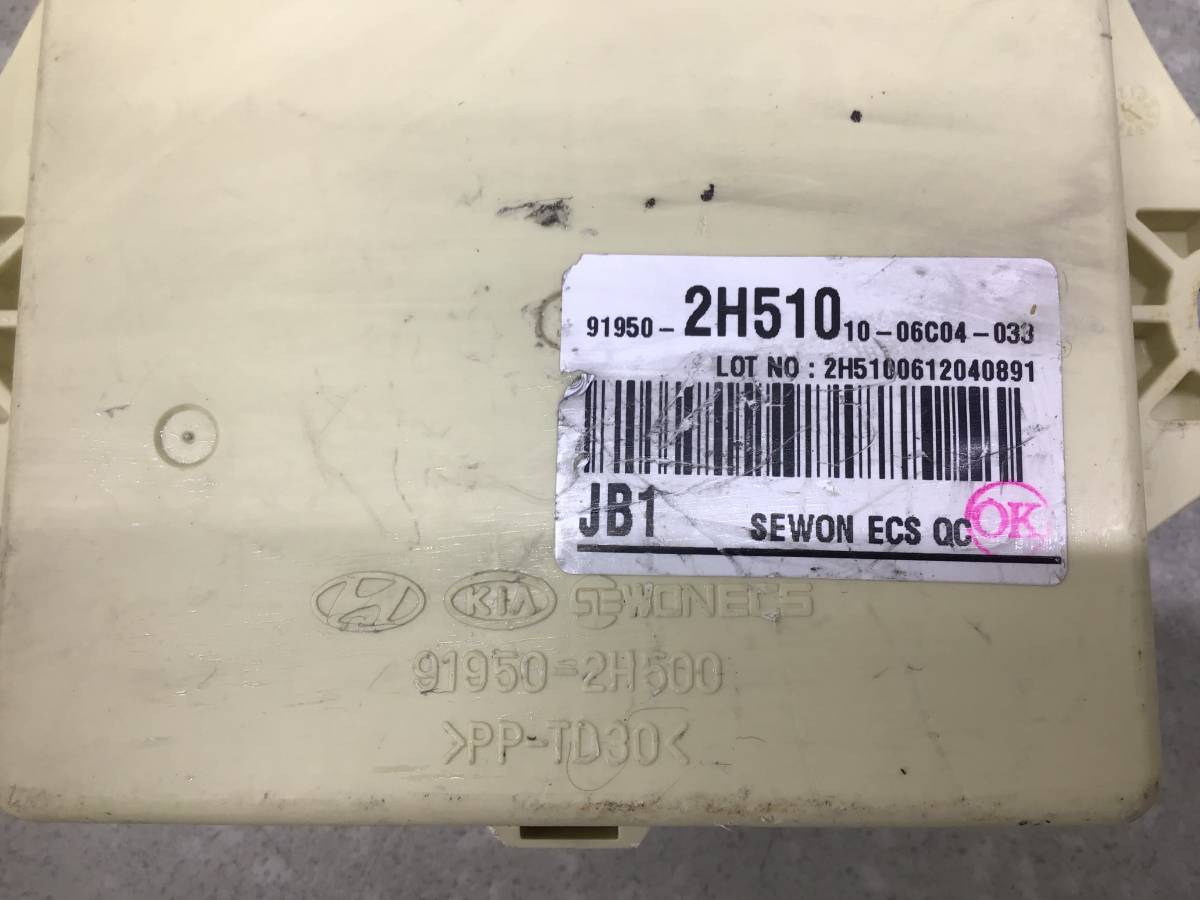 91950- 2H510 10-06C04-033
LOT NO : 2H5100612040891
JB1 SEWON ECS QC OK
KIA SEWONECS
91950-2H500
>PP-TD30<